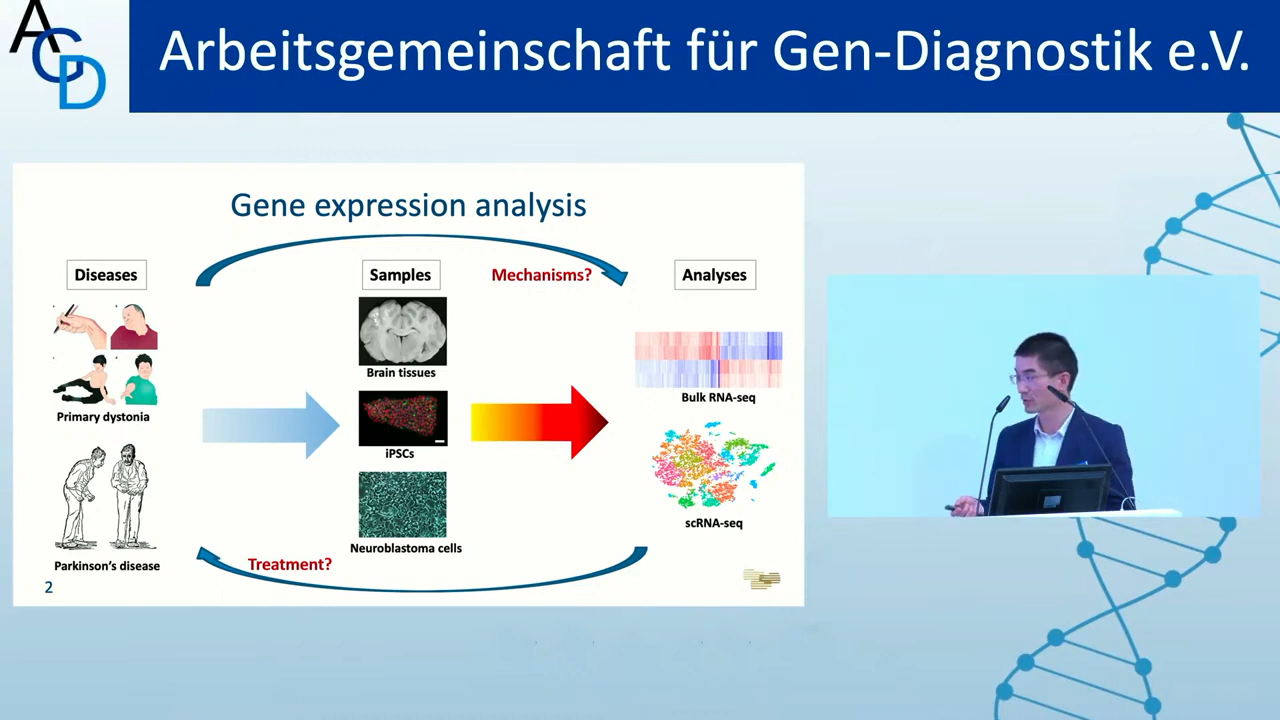 AGD
Arbeitsgemeinschaft für Gen-Diagnostik e.V.
Gene expression analysis
Diseases
Samples
Mechanisms?
Analyses
Brain tissues
Bulk RNA-seq
Primary dystonia
iPSCs
scRNA-seq
Neuroblastoma cells
Treatment?
Parkinson's disease
2